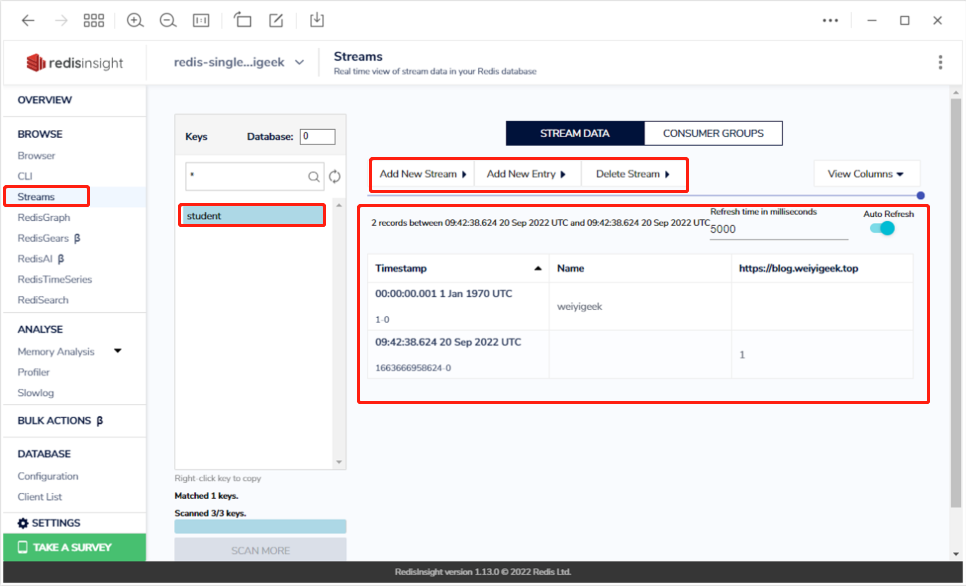 redisinsight
redis-single...igeek
Streams
Real time view of stream data in your Redis database
OVERVIEW
BROWSE
Browser
CLI
Streams
RedisGraph
RedisGears β
RedisAI β
RedisTimeSeries
RediSearch
ANALYSE
Memory Analysis
Profiler
Slowlog
BULK ACTIONS β
DATABASE
Configuration
Client List
SETTINGS
TAKE A SURVEY
Keys
Database: 0
*
student
Right-click key to copy
Matched 1 keys.
Scanned 3/3 keys.
SCAN MORE
STREAM DATA
CONSUMER GROUPS
Add New Stream
Add New Entry
Delete Stream
View Columns
2 records between 09:42:38.624 20 Sep 2022 UTC and 09:42:38.624 20 Sep 2022 UTC
Refresh time in milliseconds
5000
Auto Refresh
Timestamp
Name
https://blog.weiyigeek.top
00:00:00.001 1 Jan 1970 UTC
1-0
weiyigeek
09:42:38.624 20 Sep 2022 UTC
1663666958624-0
1
RedisInsight version 1.13.0 © 2022 Redis Ltd.